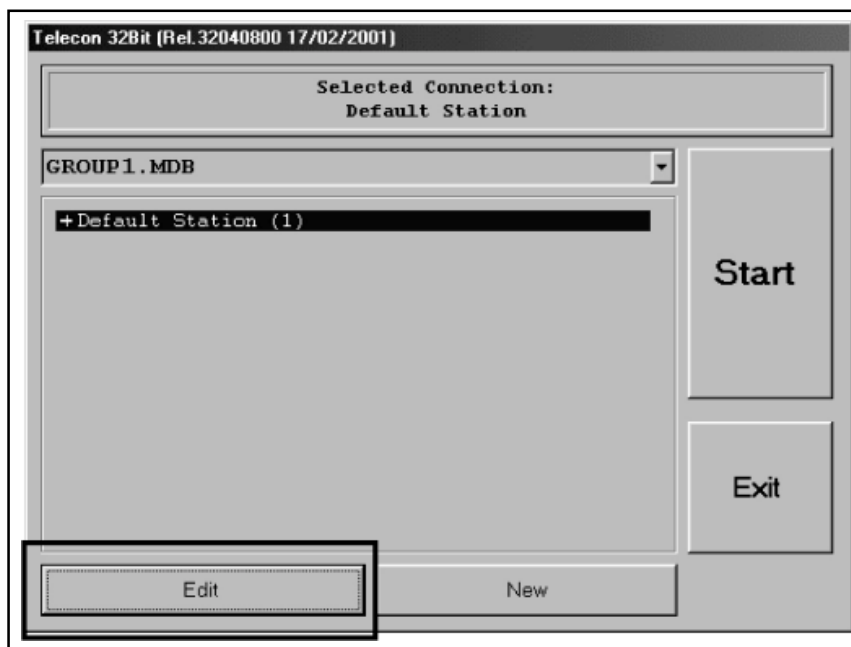 Telecon 32Bit (Rel.32040800 17/02/2001)
Selected Connection:
Default Station
GROUP1.MDB
+Default Station (1)
Start
Exit
Edit
New